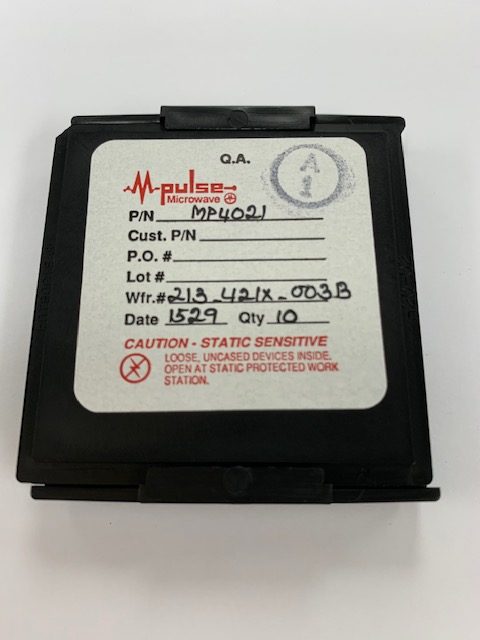 Q.A.
A
1
M-pulse
Microwave
P/N MP4021
Cust. P/N
P.O. #
Lot #
Wfr.# 213-421X-003B
Date 1529 Qty 10
CAUTION - STATIC SENSITIVE
LOOSE, UNCASED DEVICES INSIDE.
OPEN AT STATIC PROTECTED WORK
STATION.